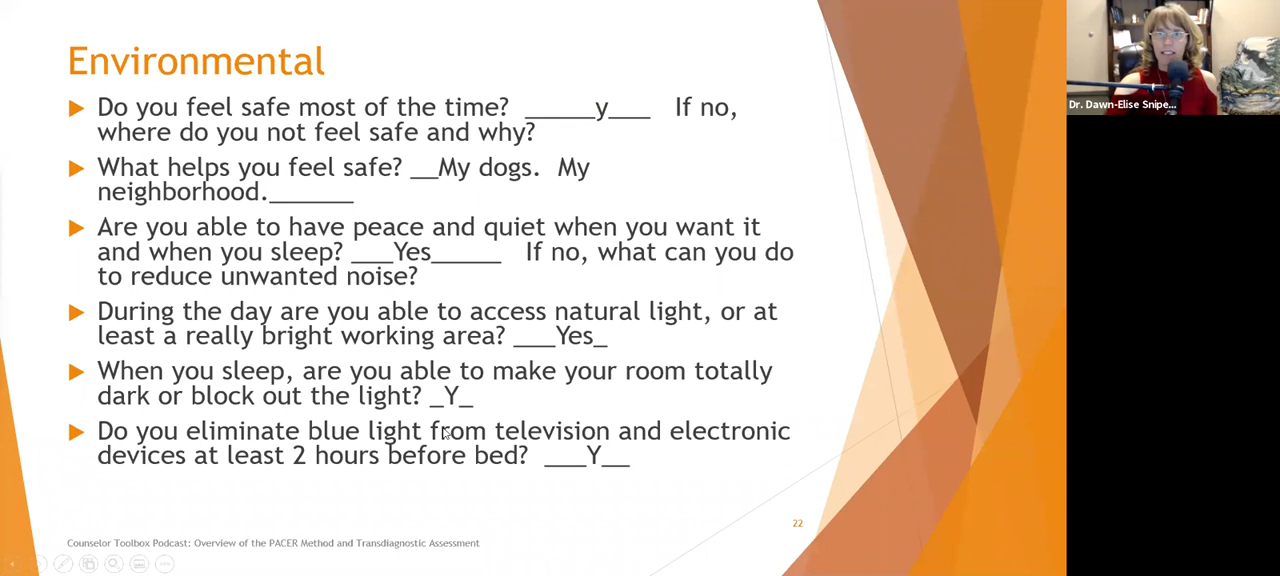 Environmental
Do you feel safe most of the time? _____y___ If no,
where do you not feel safe and why?
What helps you feel safe? __My dogs. My
neighborhood.______
Are you able to have peace and quiet when you want it
and when you sleep? ___Yes_____ If no, what can you do
to reduce unwanted noise?
During the day are you able to access natural light, or at
least a really bright working area? ___Yes_
When you sleep, are you able to make your room totally
dark or block out the light? _Y_
Do you eliminate blue light from television and electronic
devices at least 2 hours before bed? ___Y__
22
Counselor Toolbox Podcast: Overview of the PACER Method and Transdiagnostic Assessment
Dr. Dawn-Elise Snipe...